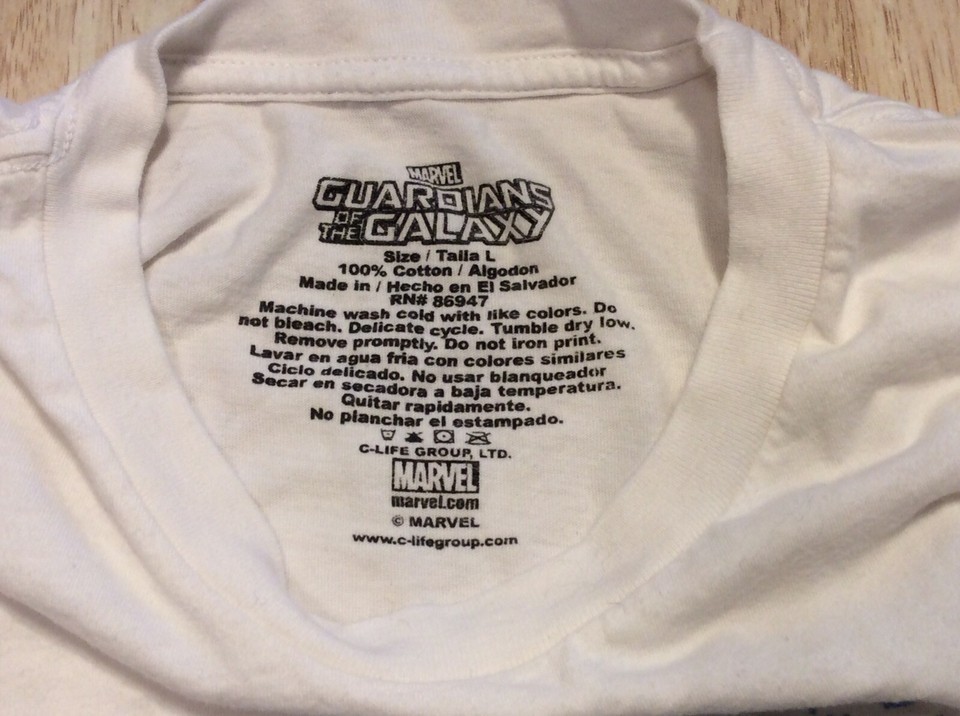 MARVEL
GUARDIANS
OF THE GALAXY
Size / Talla L
100% Cotton / Algodon
Made in / Hecho en El Salvador
RN# 86947
Machine wash cold with like colors. Do
not bleach. Delicate cycle. Tumble dry low.
Remove promptly. Do not iron print.
Lavar en agua fria con colores similares
Ciclo delicado. No usar blanqueador
Secar en secadora a baja temperatura.
Quitar rapidamente.
No planchar el estampado.
C-LIFE GROUP, LTD.
MARVEL
marvel.com
© MARVEL
www.c-lifegroup.com